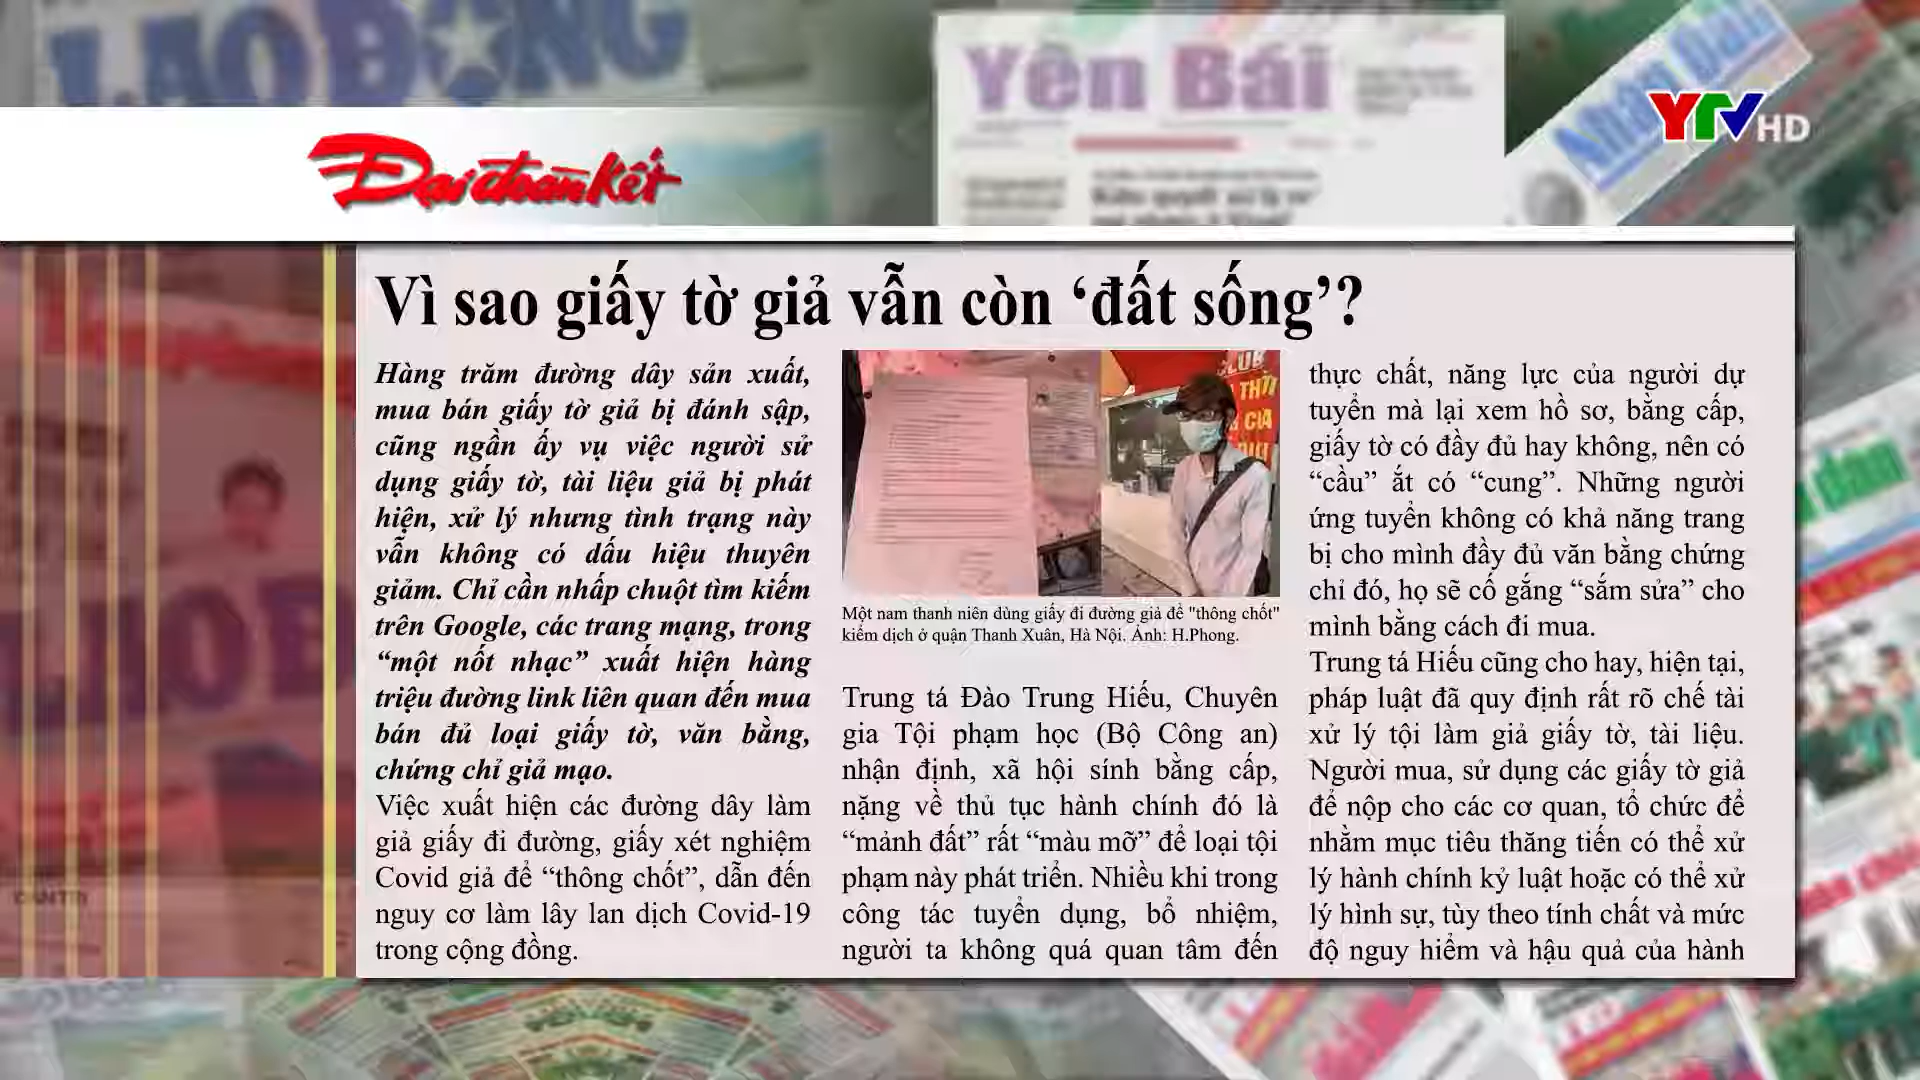 LAO ĐỘNG
Yên Bái
Nhân Dân
YTV HD
Đại đoàn kết
Vì sao giấy tờ giả vẫn còn ‘đất sống’?
Hàng trăm đường dây sản xuất,
mua bán giấy tờ giả bị đánh sập,
cũng ngần ấy vụ việc người sử
dụng giấy tờ, tài liệu giả bị phát
hiện, xử lý nhưng tình trạng này
vẫn không có dấu hiệu thuyên
giảm. Chỉ cần nhấp chuột tìm kiếm
trên Google, các trang mạng, trong
“một nốt nhạc” xuất hiện hàng
triệu đường link liên quan đến mua
bán đủ loại giấy tờ, văn bằng,
chứng chỉ giả mạo.
Việc xuất hiện các đường dây làm
giả giấy đi đường, giấy xét nghiệm
Covid giả để “thông chốt”, dẫn đến
nguy cơ làm lây lan dịch Covid-19
trong cộng đồng.
Một nam thanh niên dùng giấy đi đường giả để "thông chốt"
kiểm dịch ở quận Thanh Xuân, Hà Nội. Ảnh: H.Phong.
Trung tá Đào Trung Hiếu, Chuyên
gia Tội phạm học (Bộ Công an)
nhận định, xã hội sính bằng cấp,
nặng về thủ tục hành chính đó là
“mảnh đất” rất “màu mỡ” để loại tội
phạm này phát triển. Nhiều khi trong
công tác tuyển dụng, bổ nhiệm,
người ta không quá quan tâm đến
thực chất, năng lực của người dự
tuyển mà lại xem hồ sơ, bằng cấp,
giấy tờ có đầy đủ hay không, nên có
“cầu” ắt có “cung”. Những người
ứng tuyển không có khả năng trang
bị cho mình đầy đủ văn bằng chứng
chỉ đó, họ sẽ cố gắng “sắm sửa” cho
mình bằng cách đi mua.
Trung tá Hiếu cũng cho hay, hiện tại,
pháp luật đã quy định rất rõ chế tài
xử lý tội làm giả giấy tờ, tài liệu.
Người mua, sử dụng các giấy tờ giả
để nộp cho các cơ quan, tổ chức để
nhằm mục tiêu thăng tiến có thể xử
lý hành chính kỷ luật hoặc có thể xử
lý hình sự, tùy theo tính chất và mức
độ nguy hiểm và hậu quả của hành